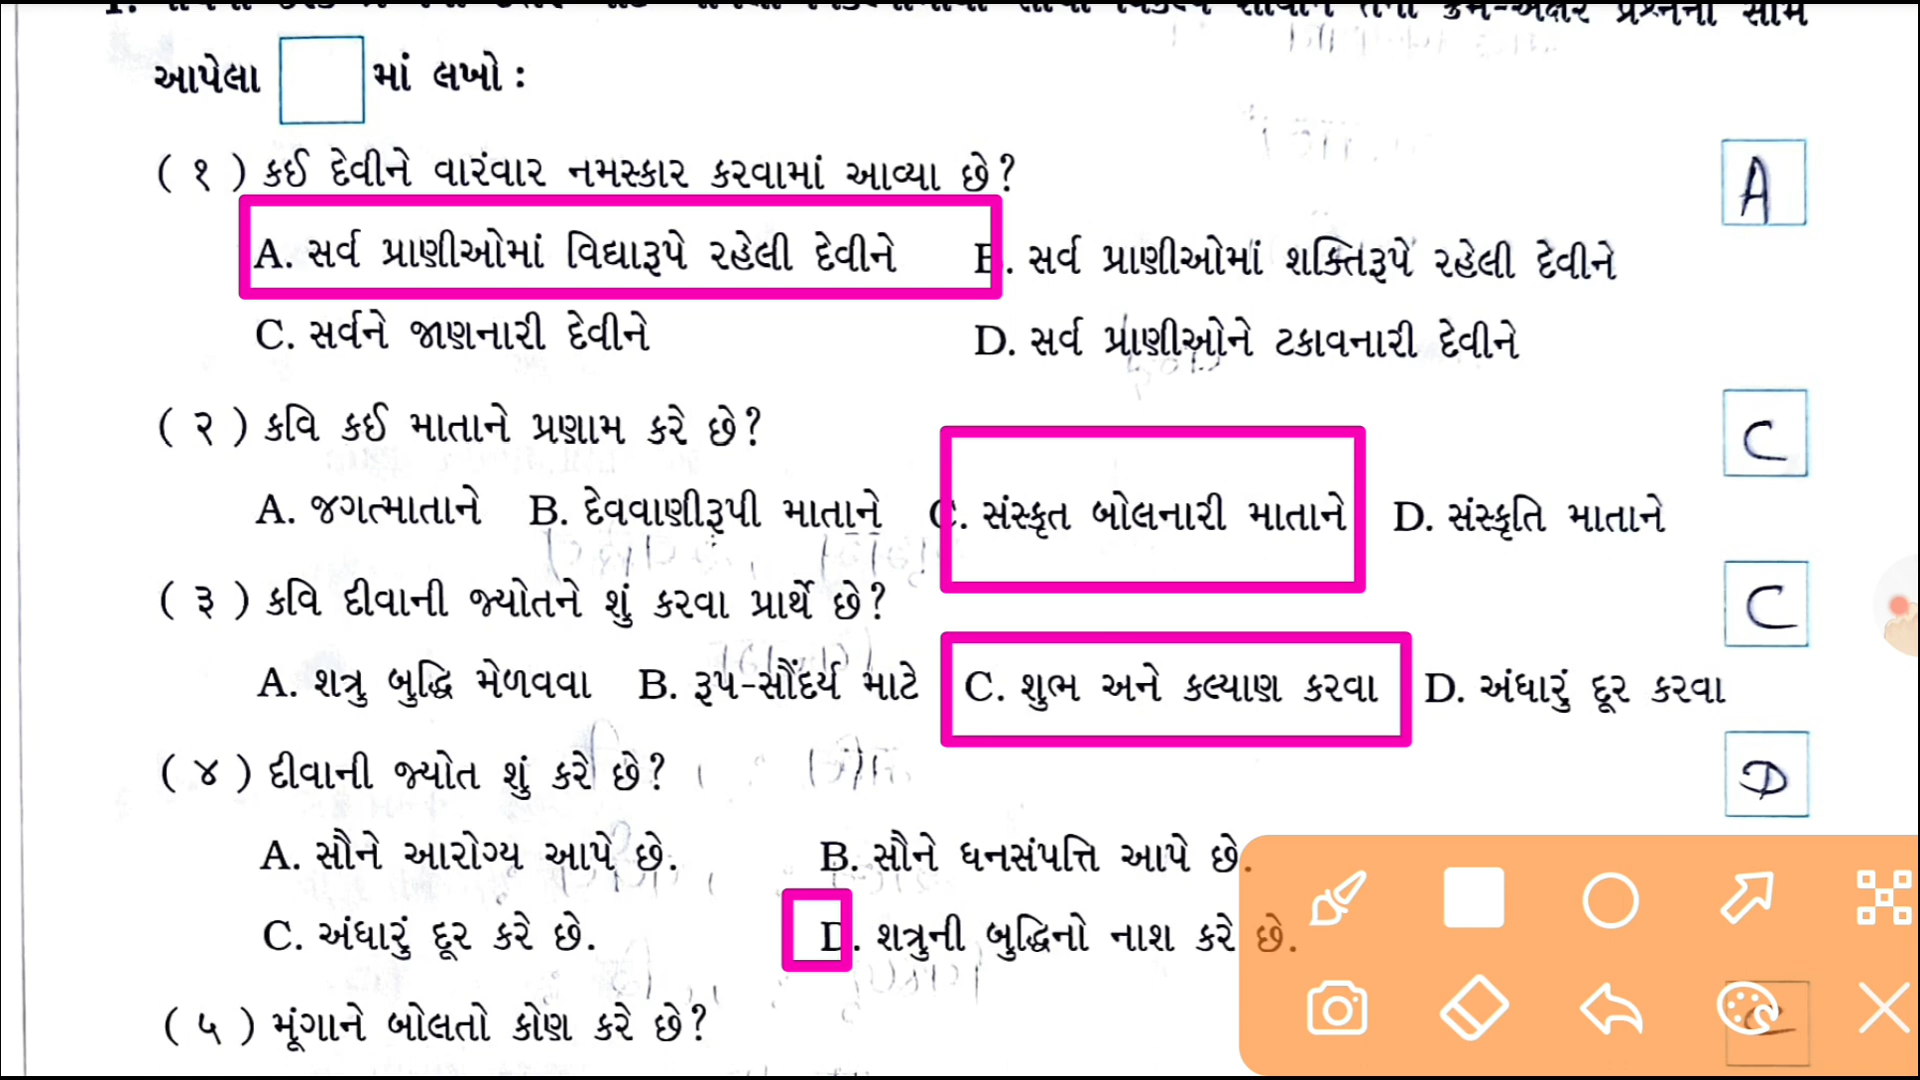 આપેલા માં લખો :
( ૧ ) કઈ દેવીને વારંવાર નમસ્કાર કરવામાં આવ્યા છે? A
A. સર્વ પ્રાણીઓમાં વિદ્યારૂપે રહેલી દેવીને B. સર્વ પ્રાણીઓમાં શક્તિરૂપે રહેલી દેવીને
C. સર્વને જાણનારી દેવીને D. સર્વ પ્રાણીઓને ટકાવનારી દેવીને
( ૨ ) કવિ કઈ માતાને પ્રણામ કરે છે? C
A. જગત્માતાને B. દેવવાણીરૂપી માતાને C. સંસ્કૃત બોલનારી માતાને D. સંસ્કૃતિ માતાને
( ૩ ) કવિ દીવાની જ્યોતને શું કરવા પ્રાર્થે છે? C
A. શત્રુ બુદ્ધિ મેળવવા B. રૂપ-સૌંદર્ય માટે C. શુભ અને કલ્યાણ કરવા D. અંધારું દૂર કરવા
( ૪ ) દીવાની જ્યોત શું કરે છે? D
A. સૌને આરોગ્ય આપે છે. B. સૌને ધનસંપત્તિ આપે છે.
C. અંધારું દૂર કરે છે. D. શત્રુની બુદ્ધિનો નાશ કરે છે.
( ૫ ) મૂંગાને બોલતો કોણ કરે છે?